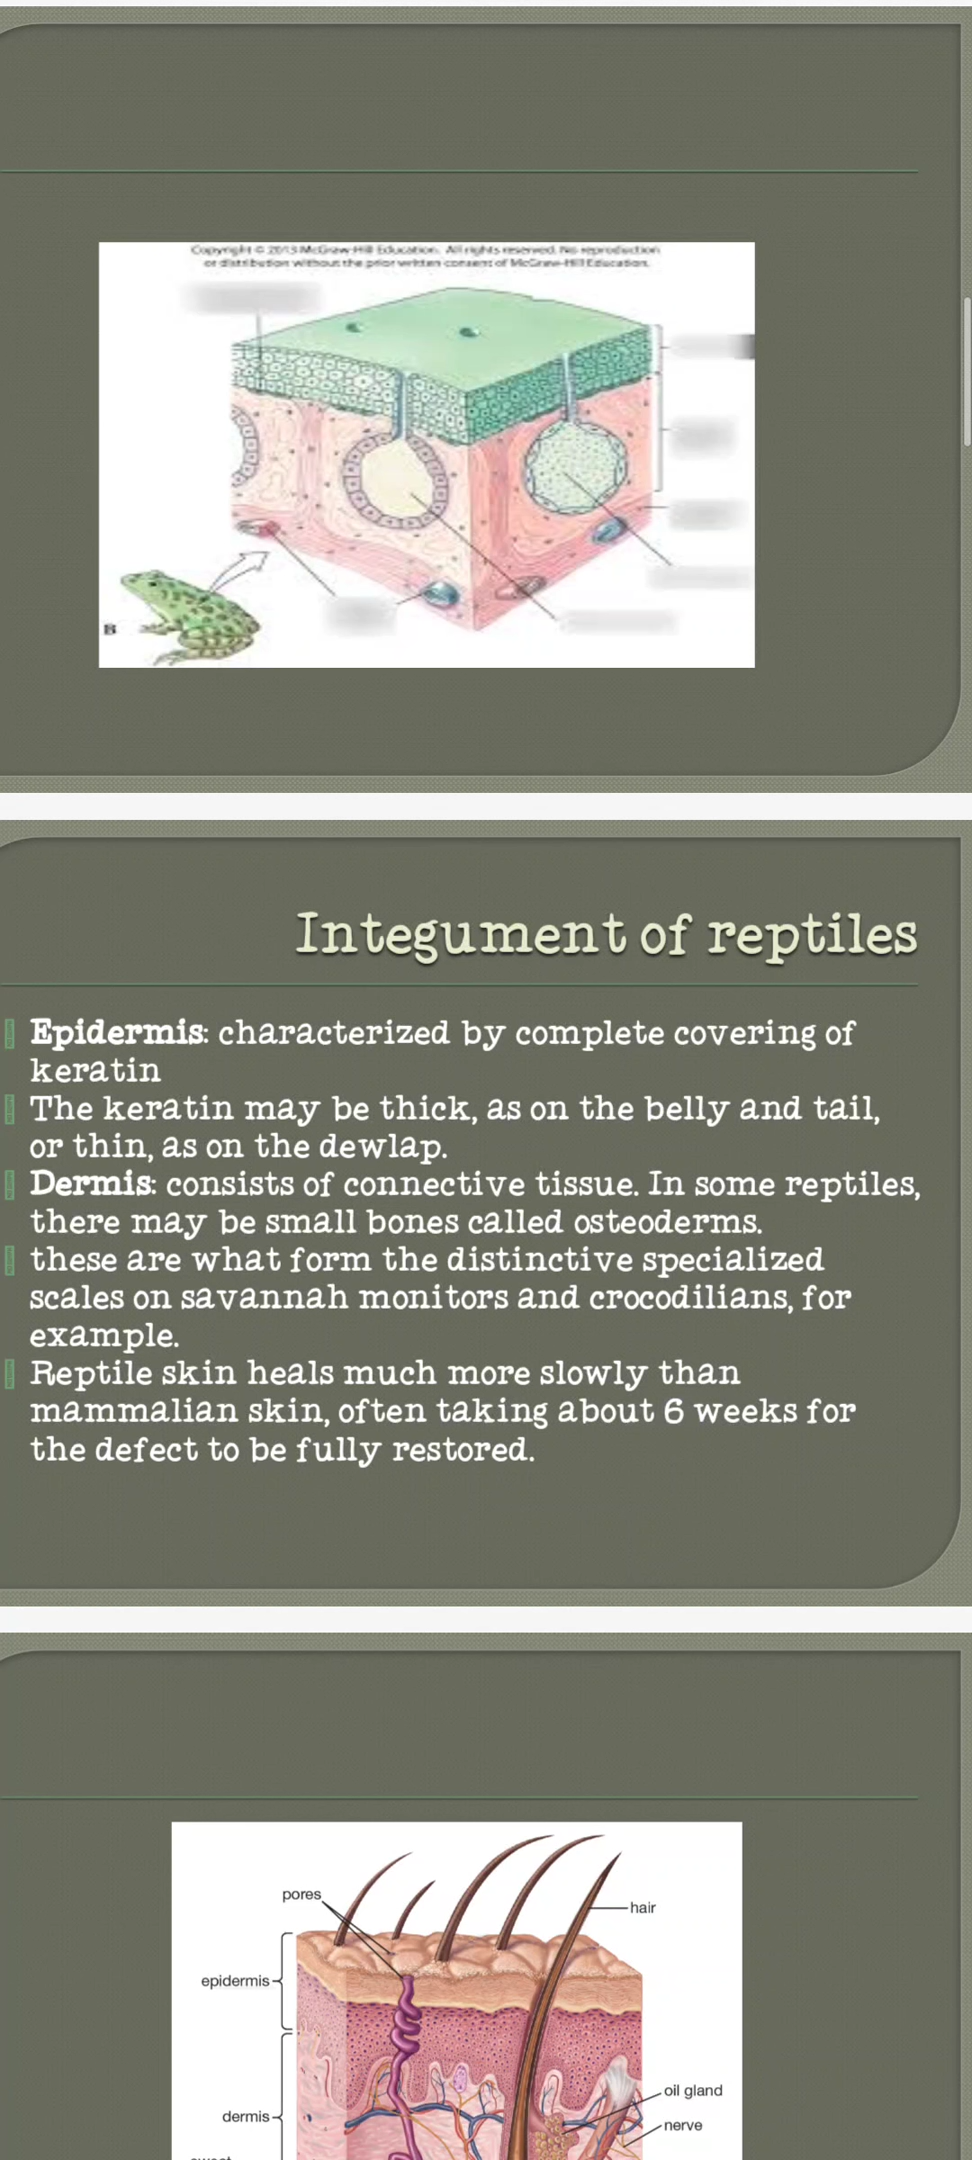 Copyright © 2013 McGraw-Hill Education. All rights reserved. No reproduction
or distribution without the prior written consent of McGraw-Hill Education.
B
Integument of reptiles
Epidermis: characterized by complete covering of
keratin
The keratin may be thick, as on the belly and tail,
or thin, as on the dewlap.
Dermis: consists of connective tissue. In some reptiles,
there may be small bones called osteoderms.
these are what form the distinctive specialized
scales on savannah monitors and crocodilians, for
example.
Reptile skin heals much more slowly than
mammalian skin, often taking about 6 weeks for
the defect to be fully restored.
pores
hair
epidermis
oil gland
dermis
nerve